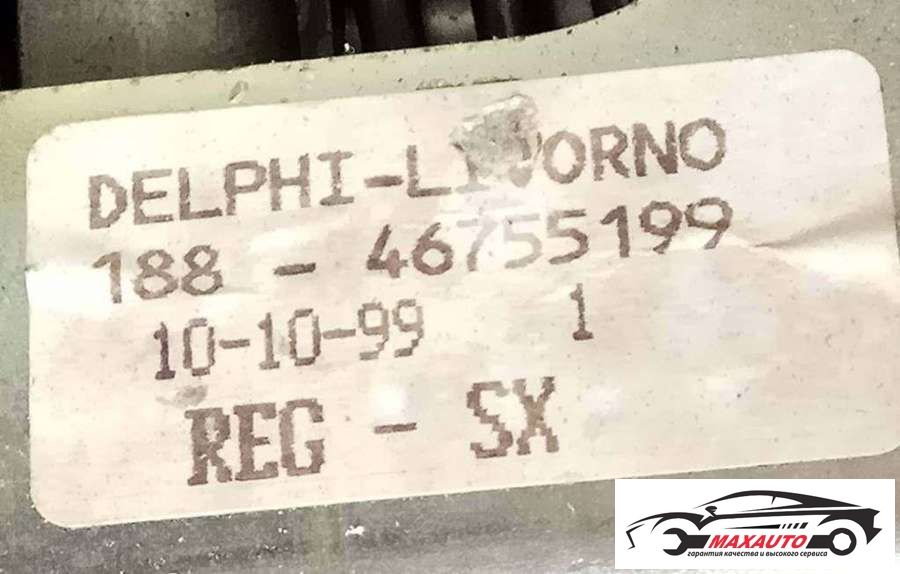 DELPHI-LIVORNO
188 - 46755199
10-10-99 1
REG - SX
MAXAUTO
гарантия качества и высокого сервиса